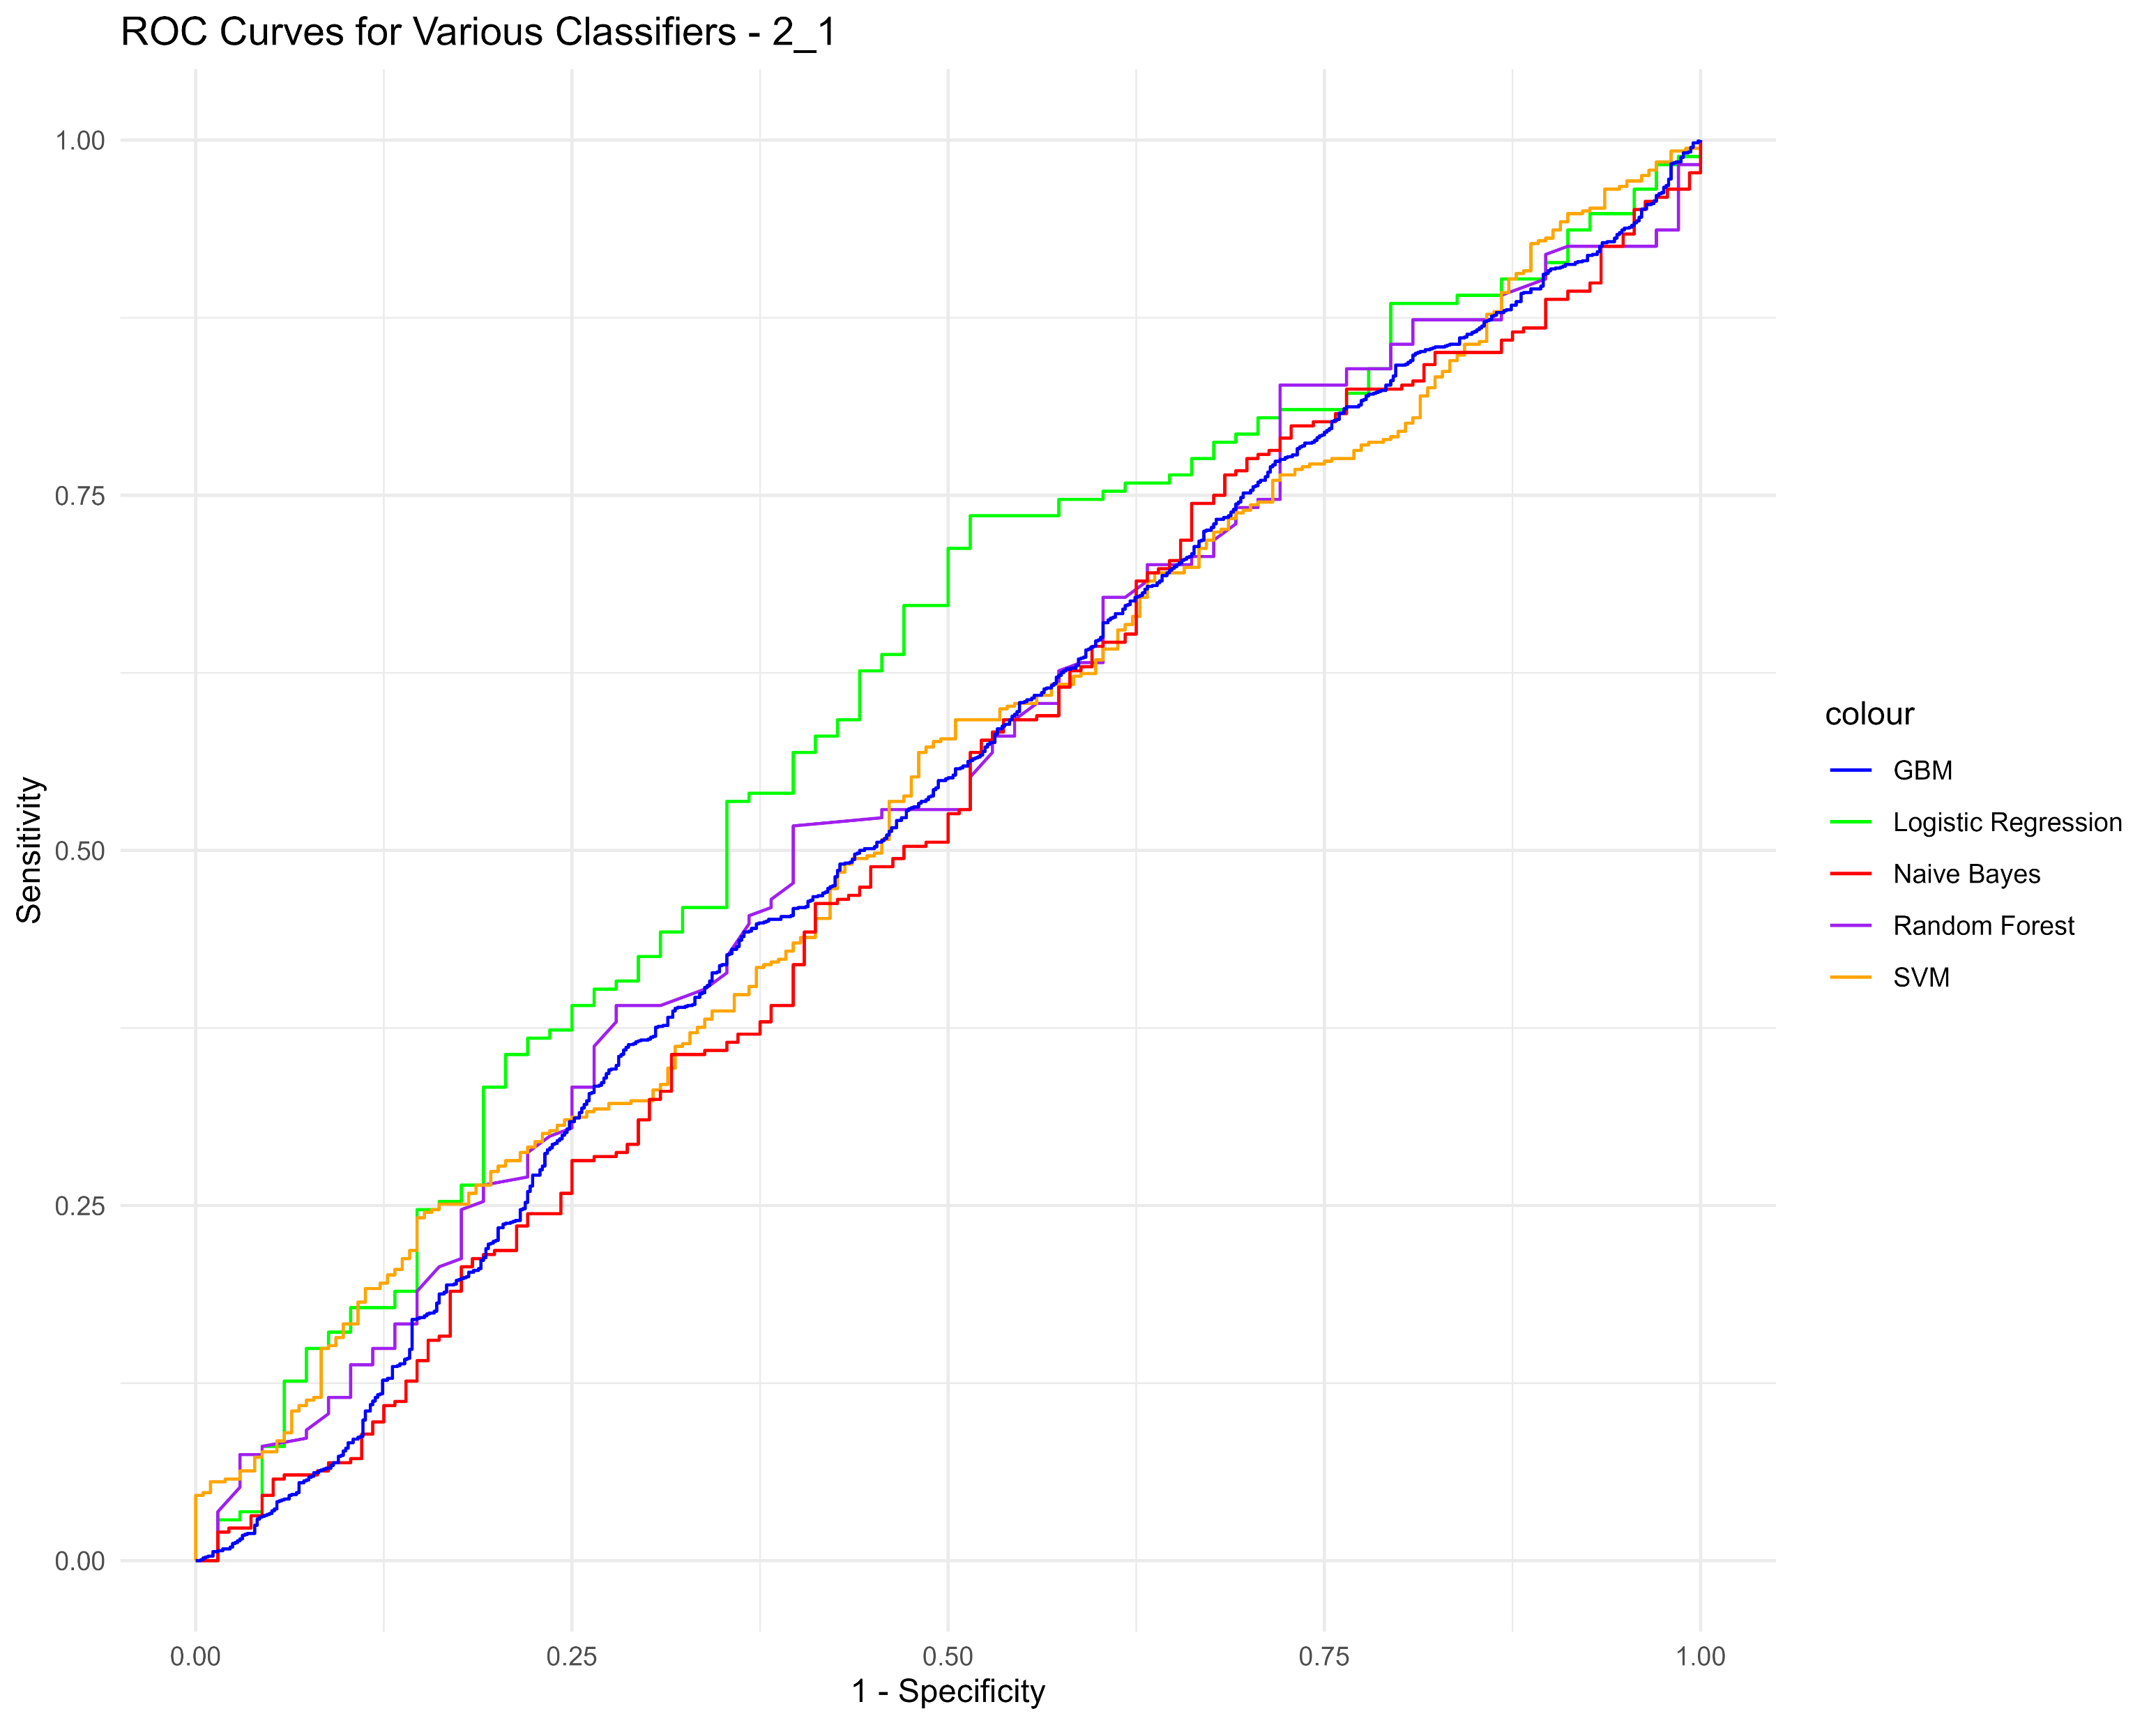 ROC Curves for Various Classifiers - 2_1
1.00
0.75
0.50
0.25
0.00
Sensitivity
0.00 0.25 0.50 0.75 1.00
1 - Specificity
colour
GBM
Logistic Regression
Naive Bayes
Random Forest
SVM